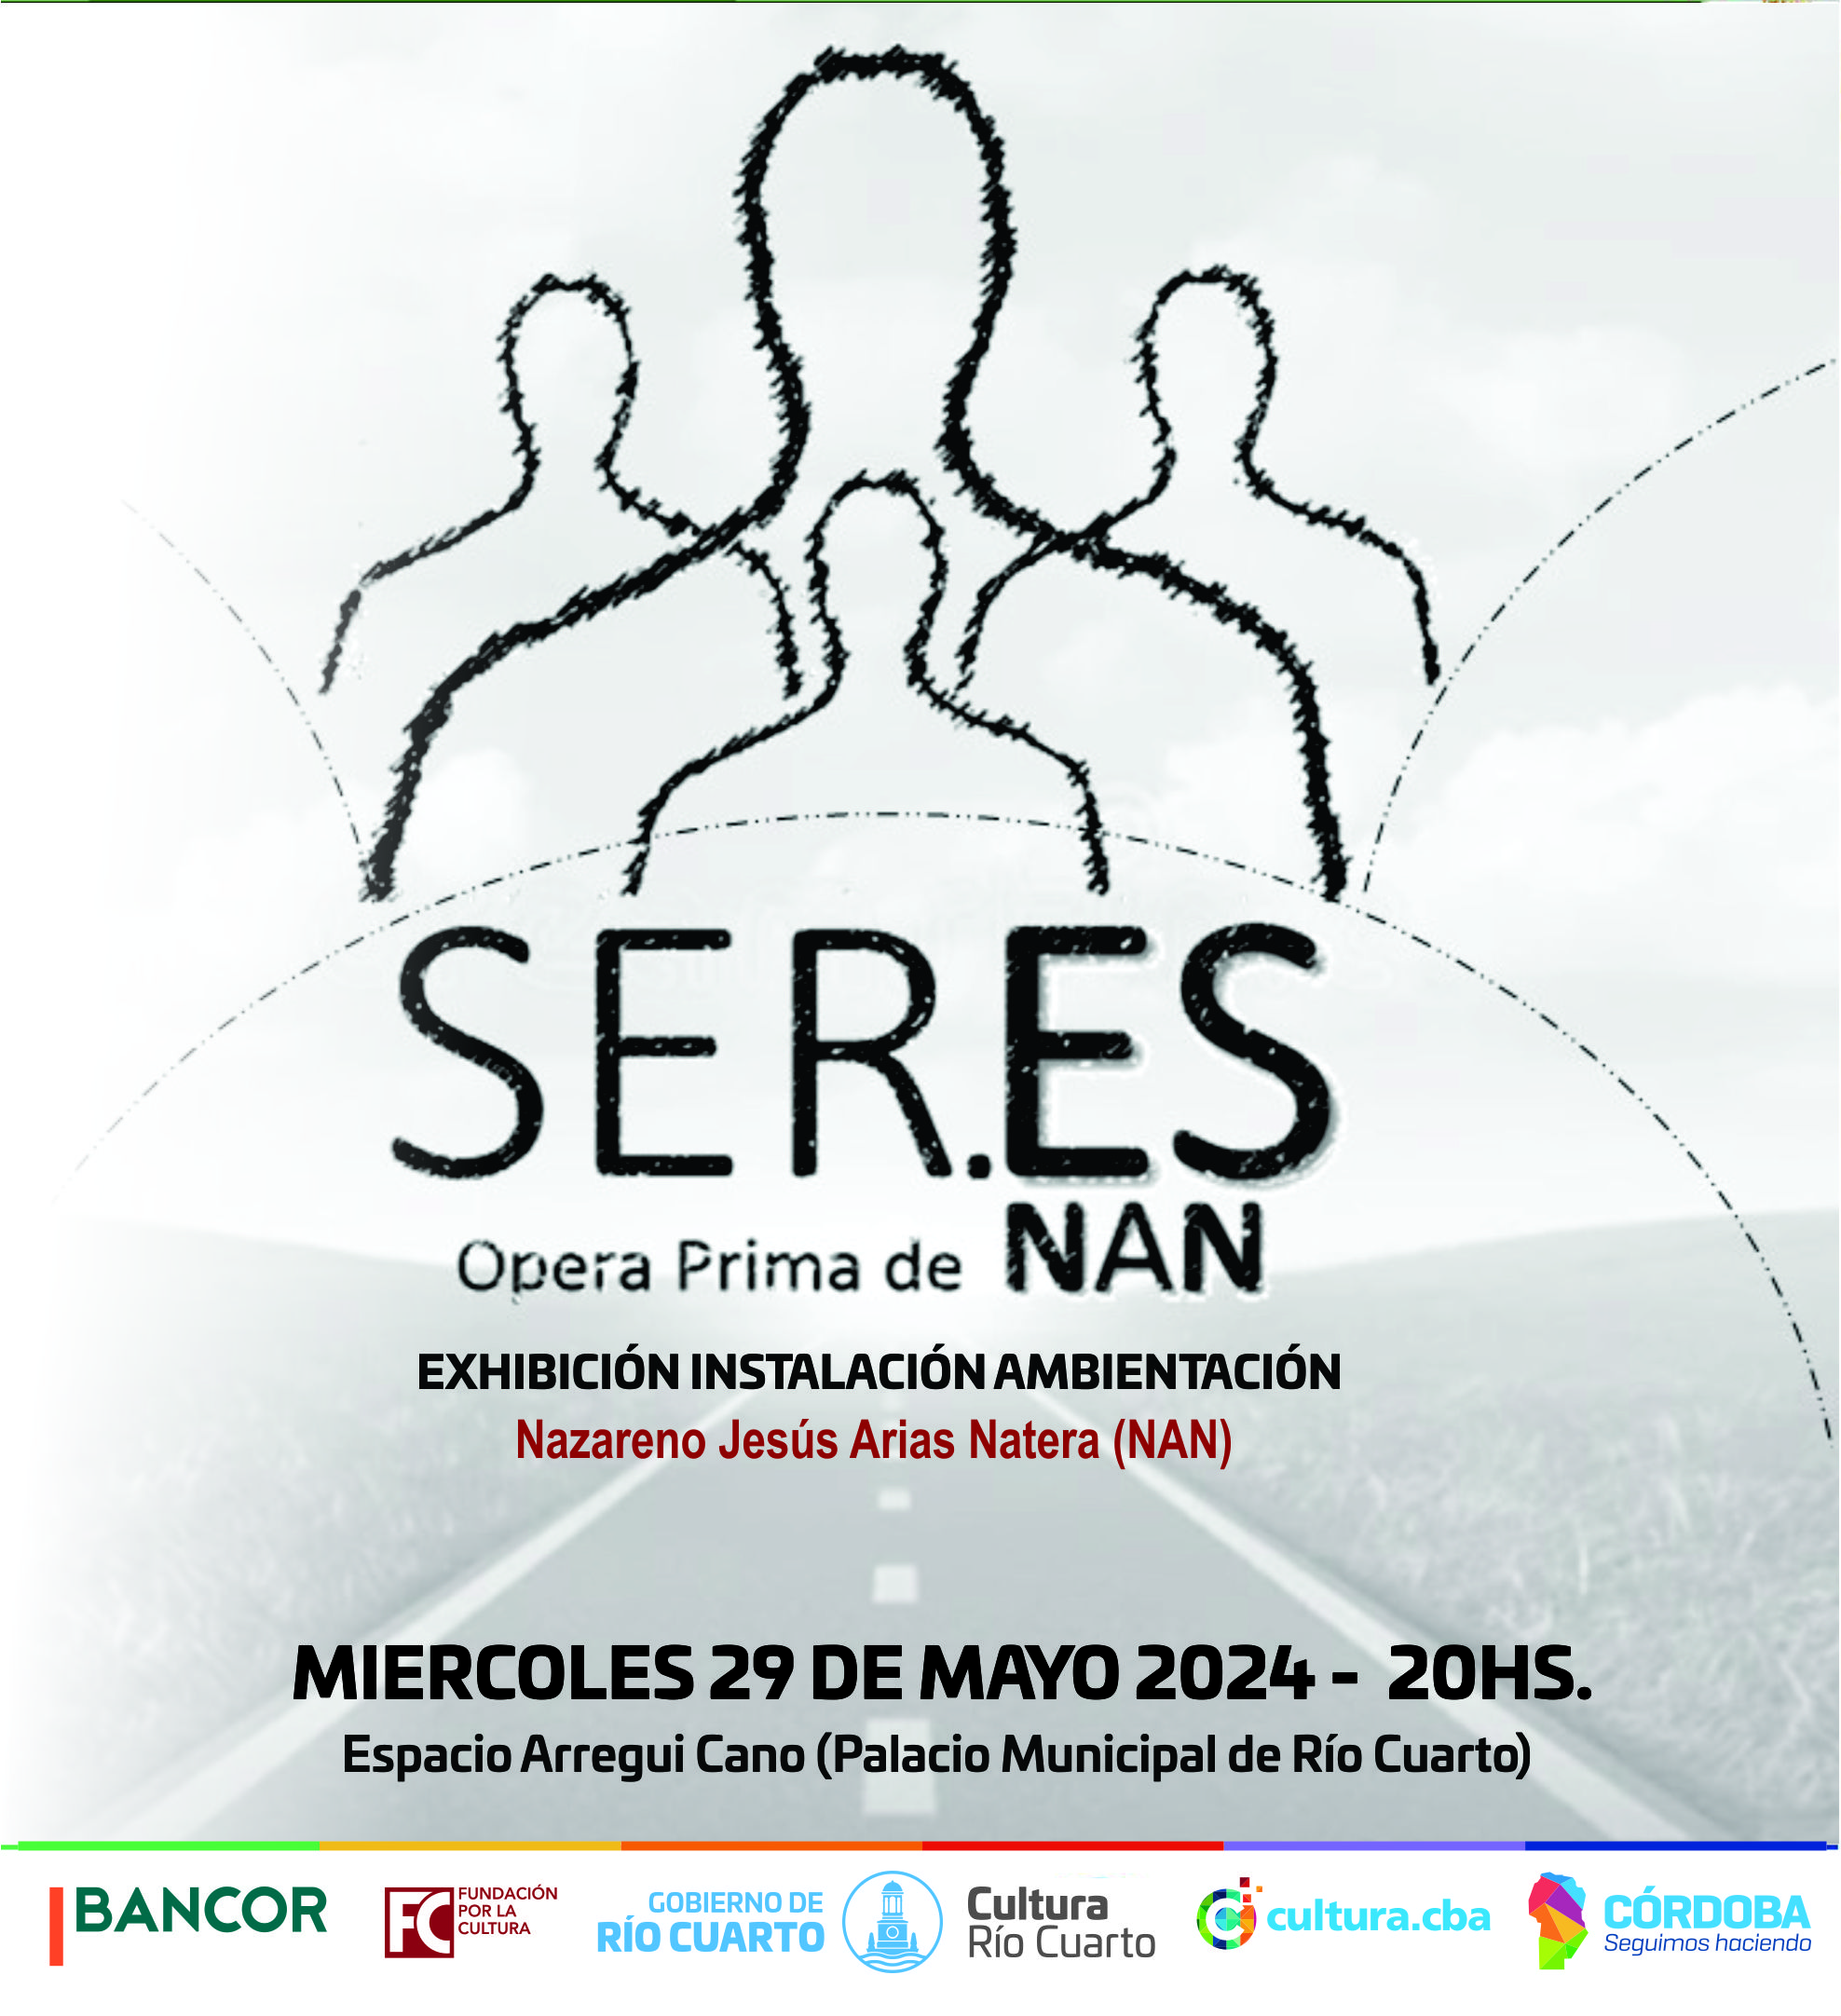 SER.ES
Opera Prima de NAN
EXHIBICIÓN INSTALACIÓN AMBIENTACIÓN
Nazareno Jesús Arias Natera (NAN)
MIERCOLES 29 DE MAYO 2024 - 20HS.
Espacio Arregui Cano (Palacio Municipal de Río Cuarto)
BANCOR
FC
FUNDACIÓN
POR LA
CULTURA
GOBIERNO DE
RÍO CUARTO
Cultura
Río Cuarto
cultura.cba
CÓRDOBA
Seguimos haciendo